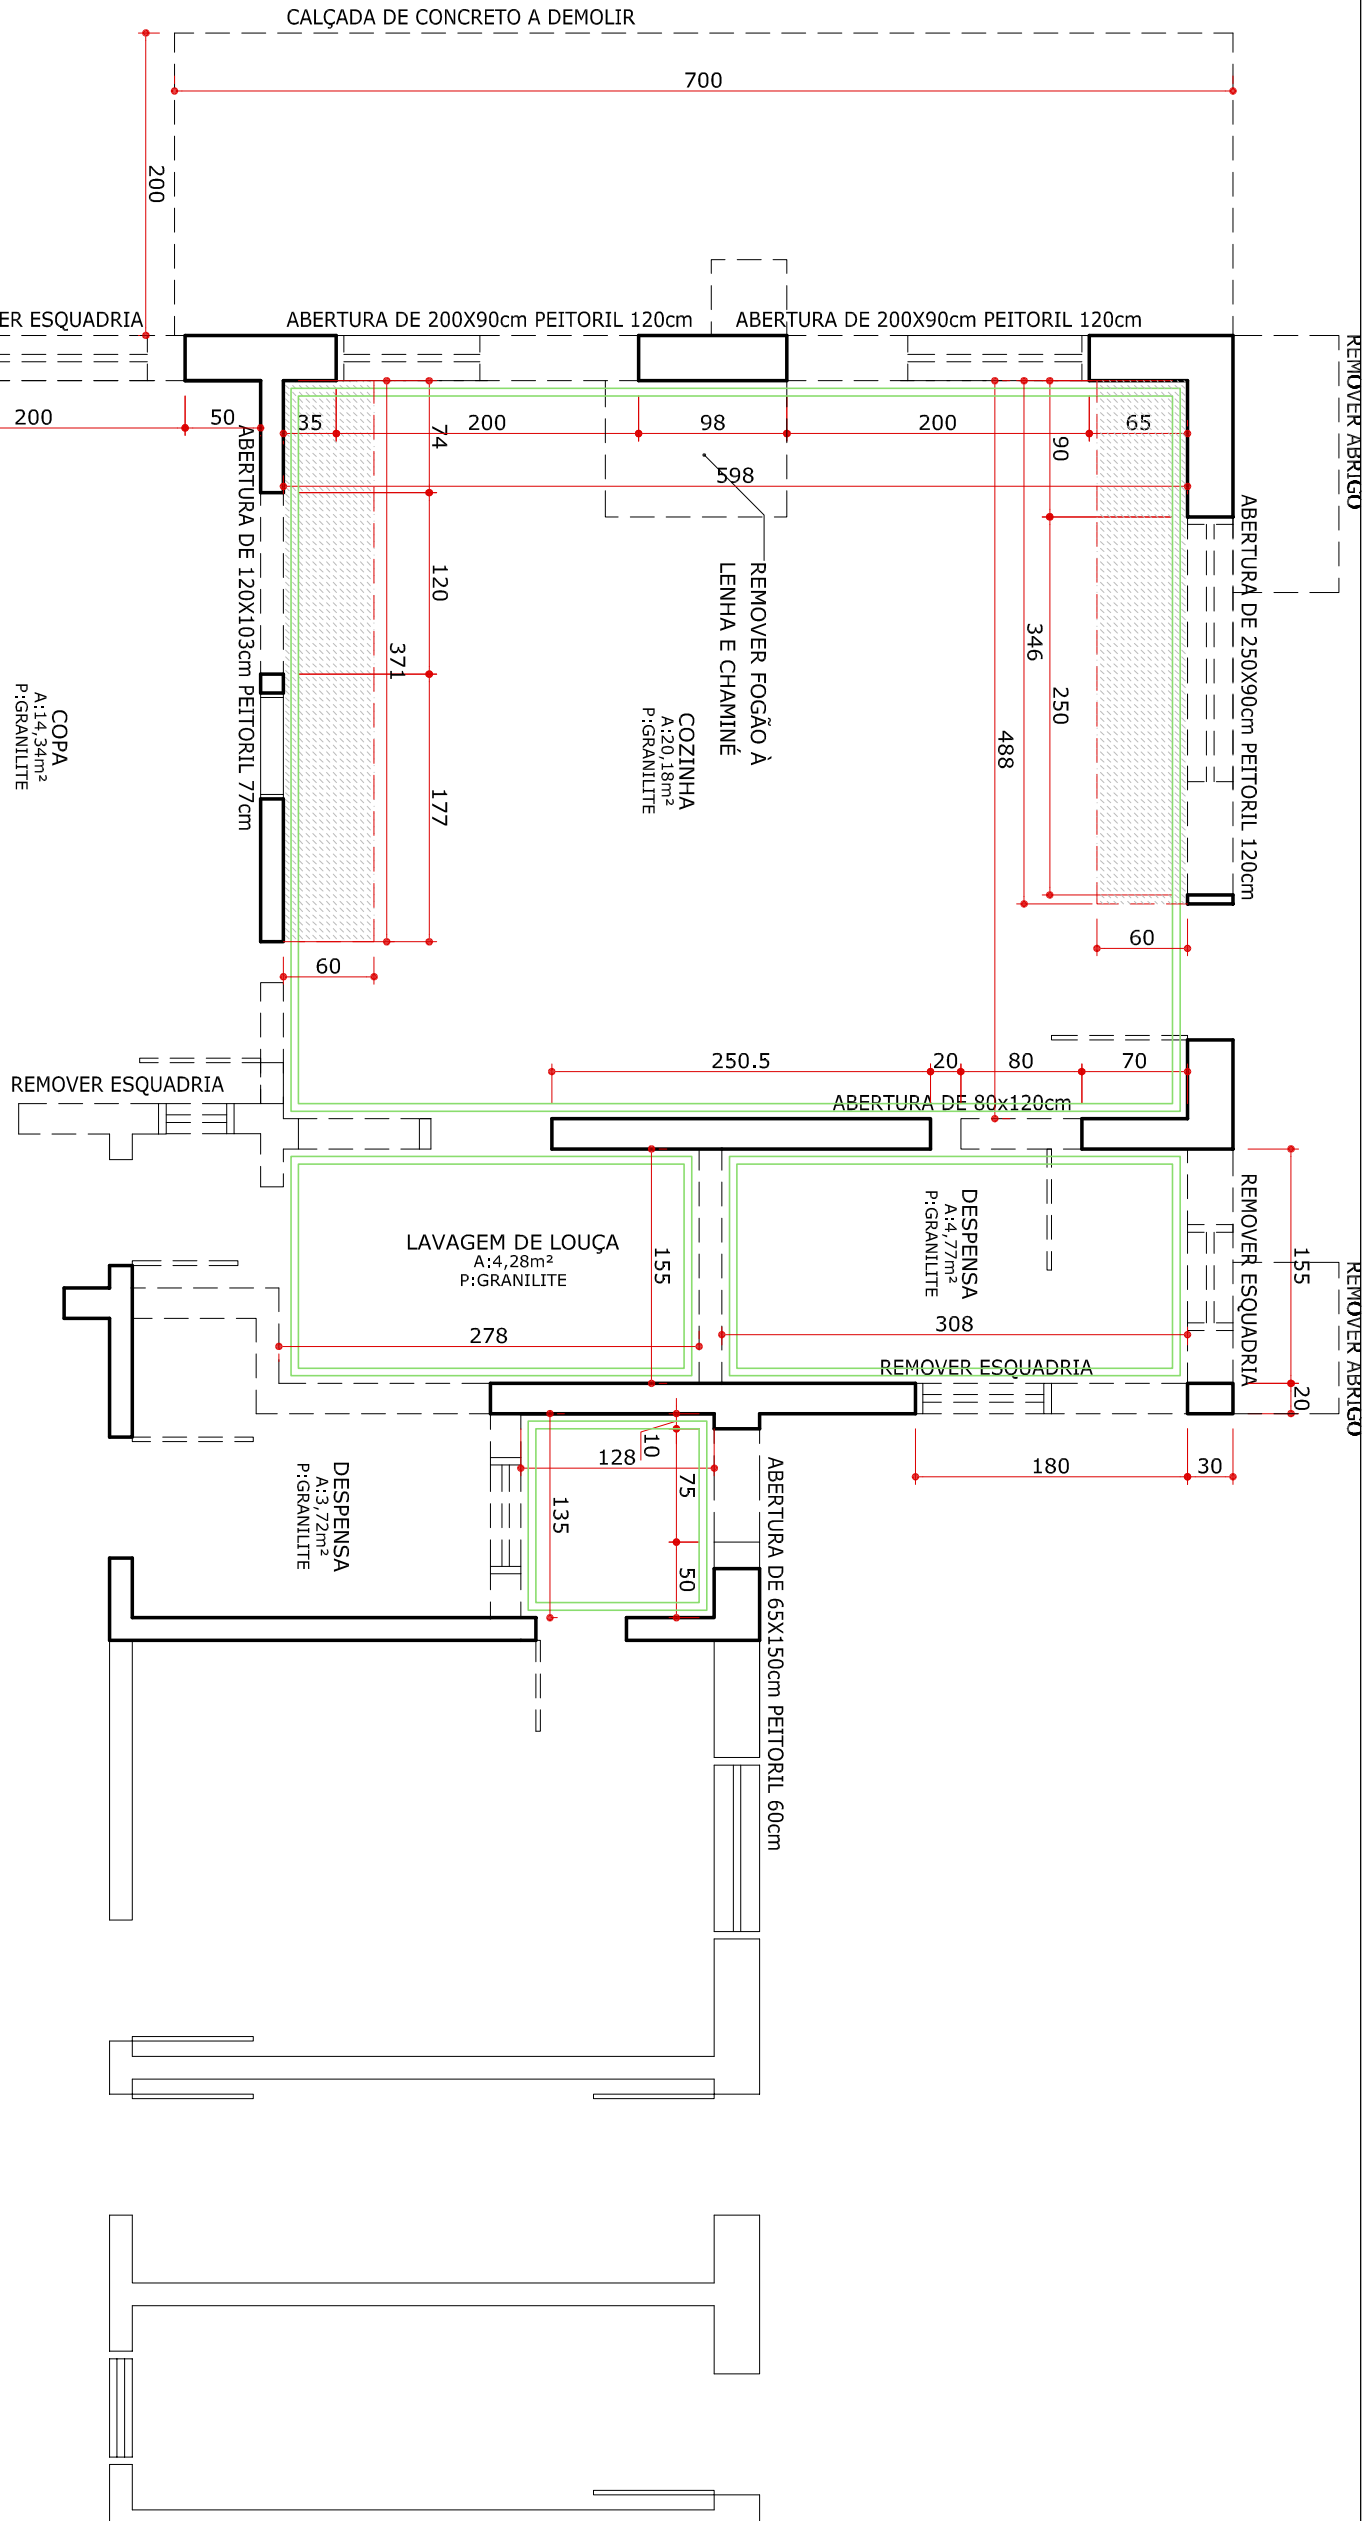 CALÇADA DE CONCRETO A DEMOLIR
700
200
ER ESQUADRIA
ABERTURA DE 200X90cm PEITORIL 120cm
ABERTURA DE 200X90cm PEITORIL 120cm
REMOVER ABRIGO
200
50
35
200
98
200
65
74
90
598
ABERTURA DE 120X103cm PEITORIL 77cm
ABERTURA DE 250X90cm PEITORIL 120cm
120
371
177
346
250
488
REMOVER FOGÃO À
LENHA E CHAMINÉ
COZINHA
A:20,18m²
P:GRANILITE
COPA
A:14,34m²
P:GRANILITE
60
60
250.5
20
80
70
REMOVER ESQUADRIA
ABERTURA DE 80x120cm
LAVAGEM DE LOUÇA
A:4,28m²
P:GRANILITE
155
DESPENSA
A:4,77m²
P:GRANILITE
REMOVER ESQUADRIA
155
REMOVER ABRIGO
278
308
REMOVER ESQUADRIA
20
10
128
75
180
30
135
50
DESPENSA
A:3,72m²
P:GRANILITE
ABERTURA DE 65X150cm PEITORIL 60cm